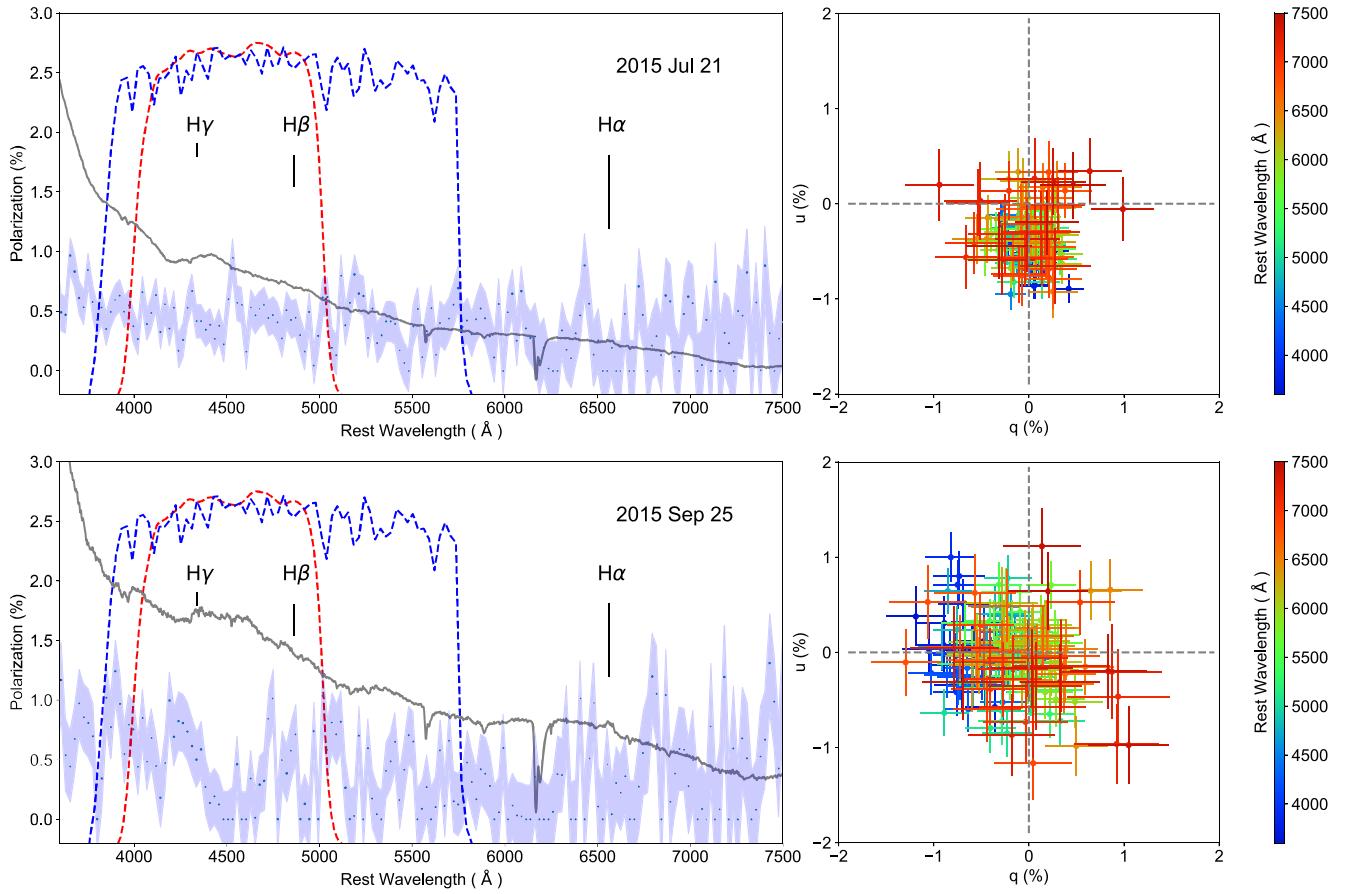 3.0
2.5
2.0
1.5
1.0
0.5
0.0
Polarization (%)
2015 Jul 21
Hγ
Hβ
Hα
4000 4500 5000 5500 6000 6500 7000 7500
Rest Wavelength ( Å )
2
1
0
−1
−2
u (%)
−2 −1 0 1 2
q (%)
7500
7000
6500
6000
5500
5000
4500
4000
Rest Wavelength ( Å )
3.0
2.5
2.0
1.5
1.0
0.5
0.0
Polarization (%)
2015 Sep 25
Hγ
Hβ
Hα
4000 4500 5000 5500 6000 6500 7000 7500
Rest Wavelength ( Å )
2
1
0
−1
−2
u (%)
−2 −1 0 1 2
q (%)
7500
7000
6500
6000
5500
5000
4500
4000
Rest Wavelength ( Å )